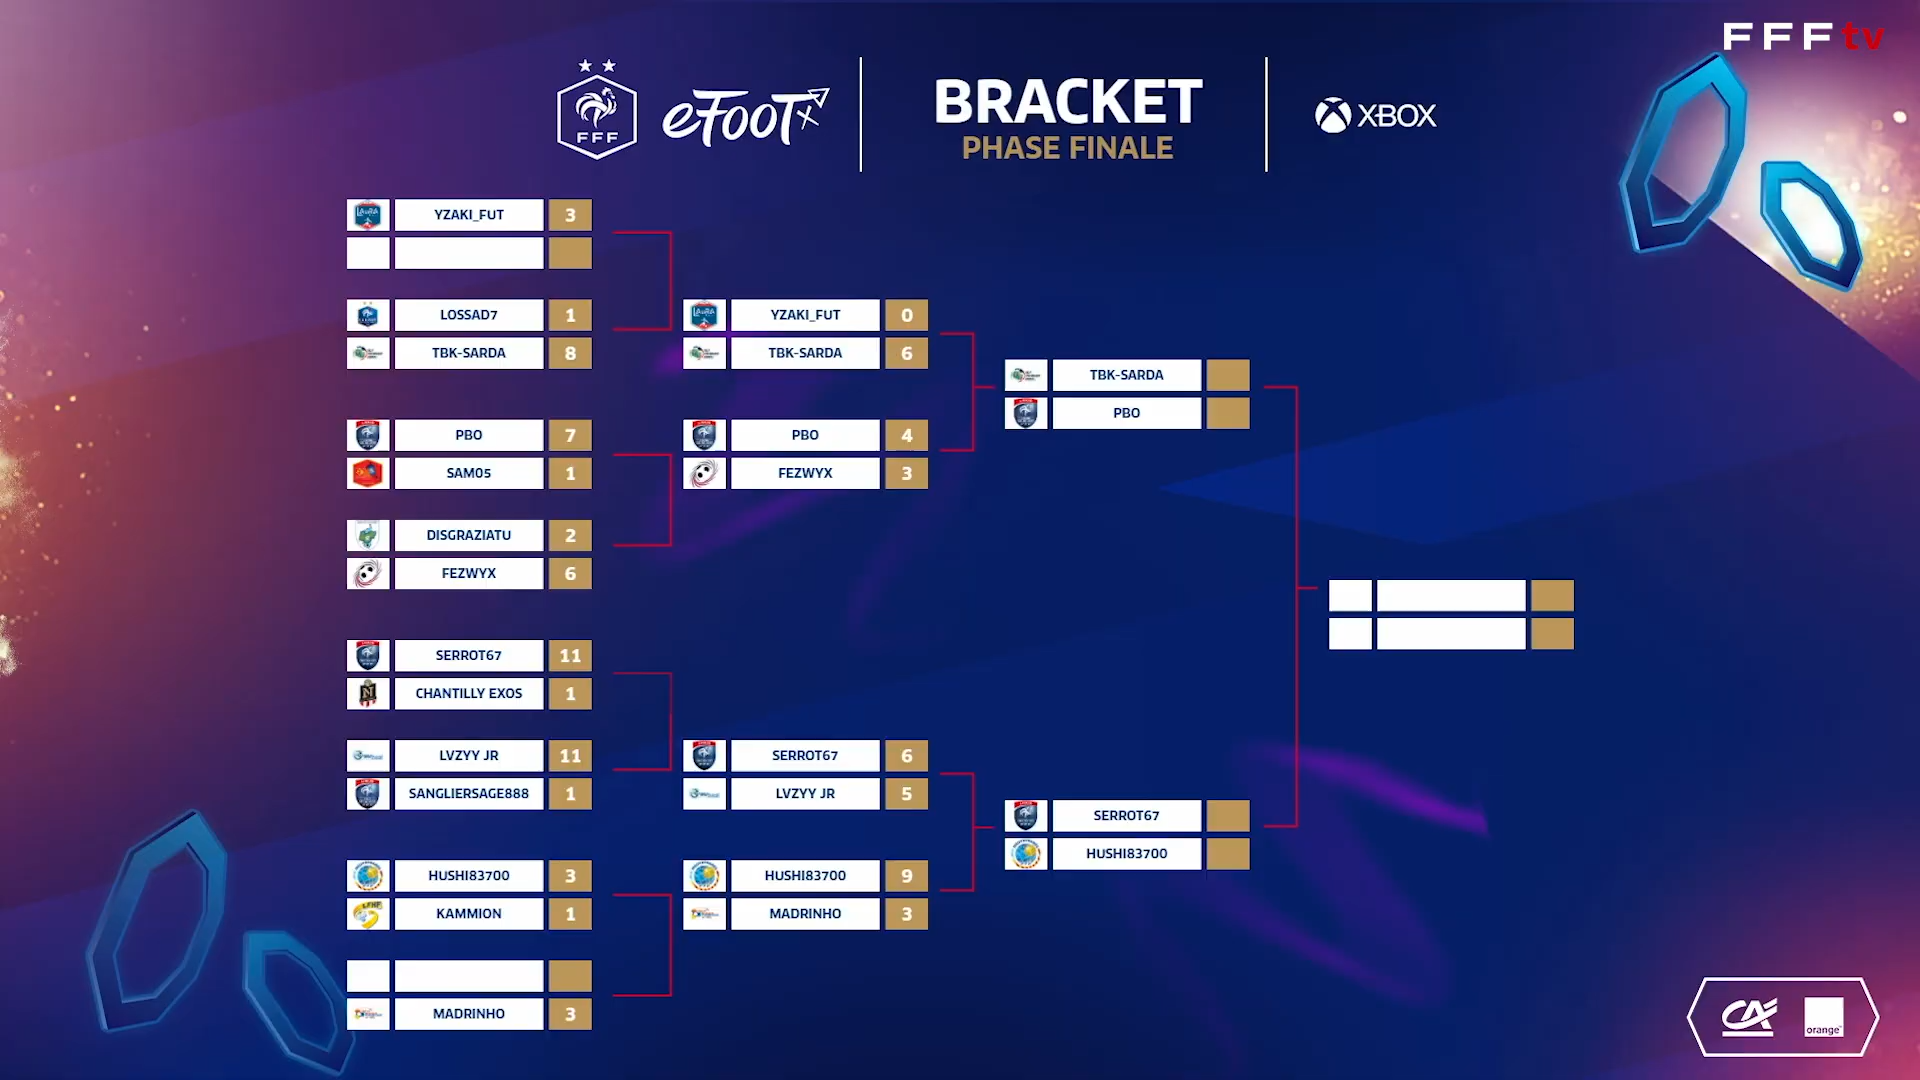 FFFtv
FFF
eFOOT
BRACKET
PHASE FINALE
XBOX
YZAKI_FUT 3
LOSSAD7 1
TBK-SARDA 8
PBO 7
SAM05 1
DISGRAZIATU 2
FEZWYX 6
SERROT67 11
CHANTILLY EXOS 1
LVZYY JR 11
SANGLIERSAGE888 1
HUSHI83700 3
KAMMION 1
MADRINHO 3
YZAKI_FUT 0
TBK-SARDA 6
PBO 4
FEZWYX 3
SERROT67 6
LVZYY JR 5
HUSHI83700 9
MADRINHO 3
TBK-SARDA
PBO
SERROT67
HUSHI83700
CA
orange